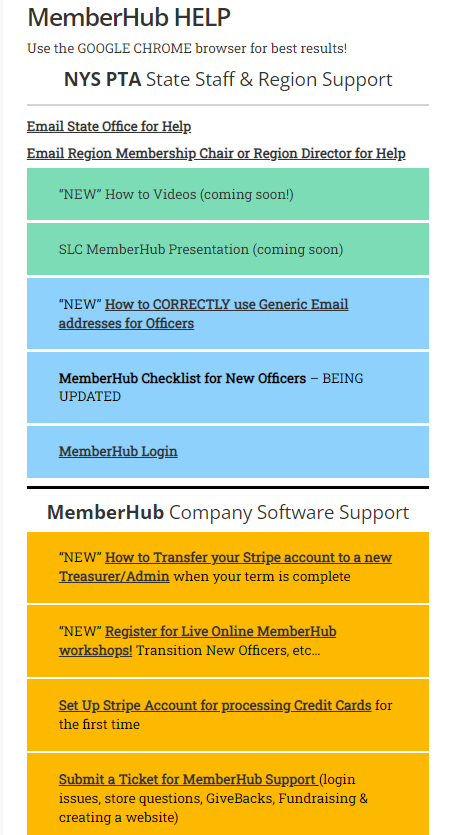 MemberHub HELP
Use the GOOGLE CHROME browser for best results!
NYS PTA State Staff & Region Support
Email State Office for Help
Email Region Membership Chair or Region Director for Help
“NEW” How to Videos (coming soon!)
SLC MemberHub Presentation (coming soon)
“NEW” How to CORRECTLY use Generic Email
addresses for Officers
MemberHub Checklist for New Officers – BEING
UPDATED
MemberHub Login
MemberHub Company Software Support
“NEW” How to Transfer your Stripe account to a new
Treasurer/Admin when your term is complete
“NEW” Register for Live Online MemberHub
workshops! Transition New Officers, etc…
Set Up Stripe Account for processing Credit Cards for
the first time
Submit a Ticket for MemberHub Support (login
issues, store questions, GiveBacks, Fundraising &
creating a website)